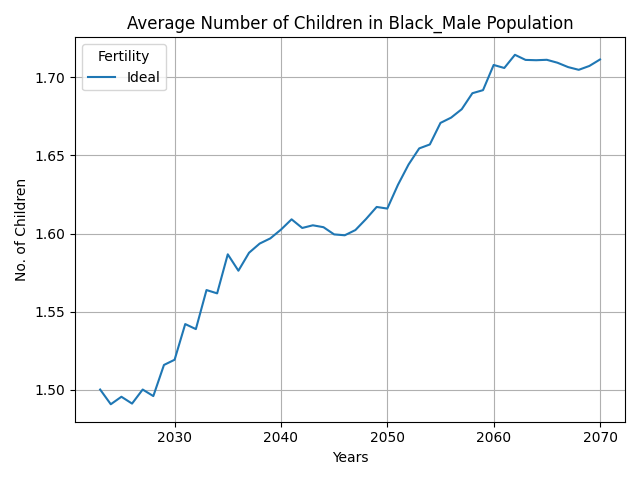 Average Number of Children in Black_Male Population
Fertility
Ideal
No. of Children
1.70
1.65
1.60
1.55
1.50
2030 2040 2050 2060 2070
Years